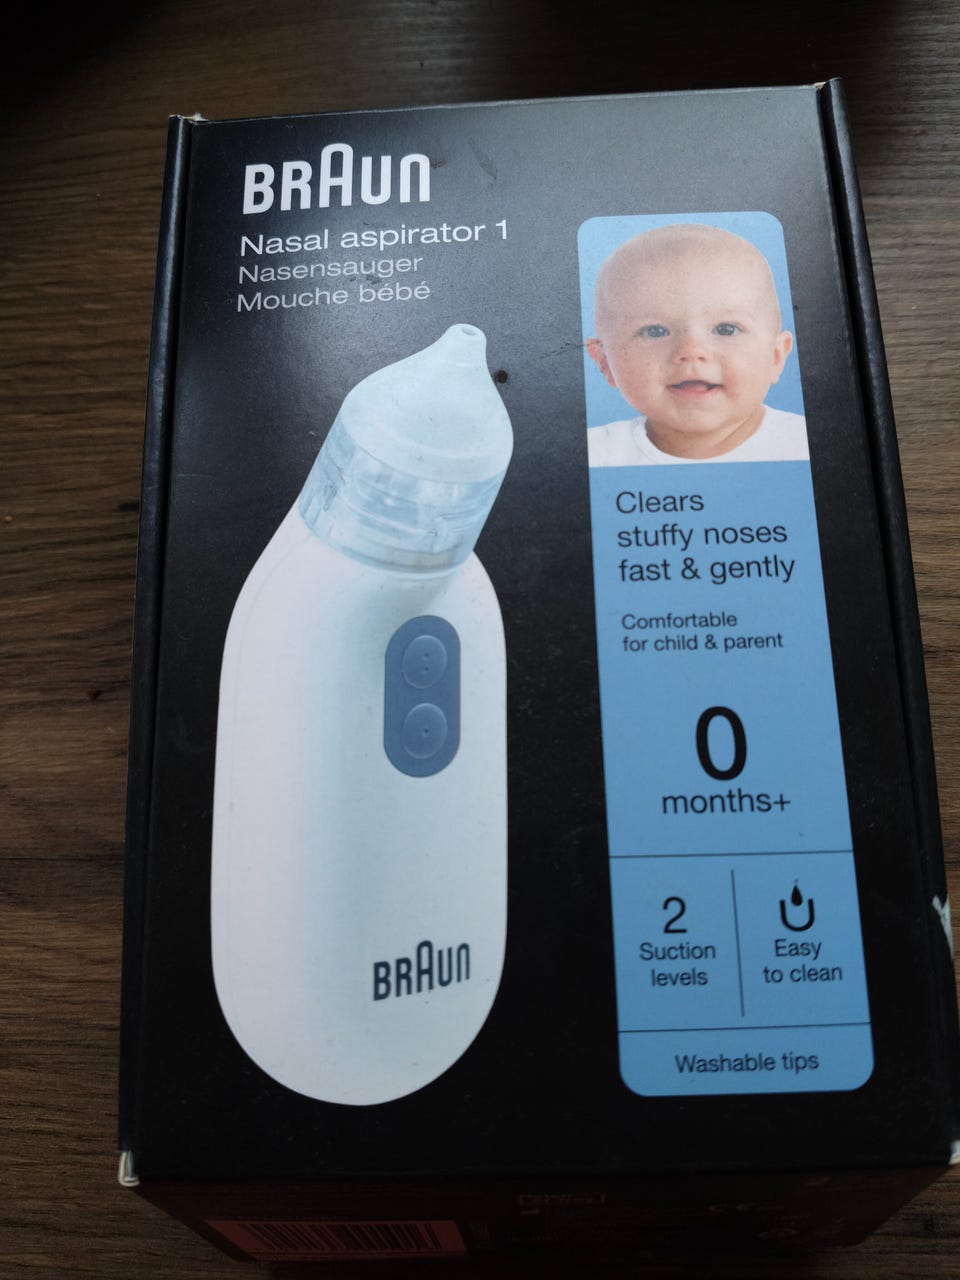 BRAUN
Nasal aspirator 1
Nasensauger
Mouche bébé
Clears
stuffy noses
fast & gently
Comfortable
for child & parent
0
months+
2
Suction
levels
Easy
to clean
Washable tips
BRAUN